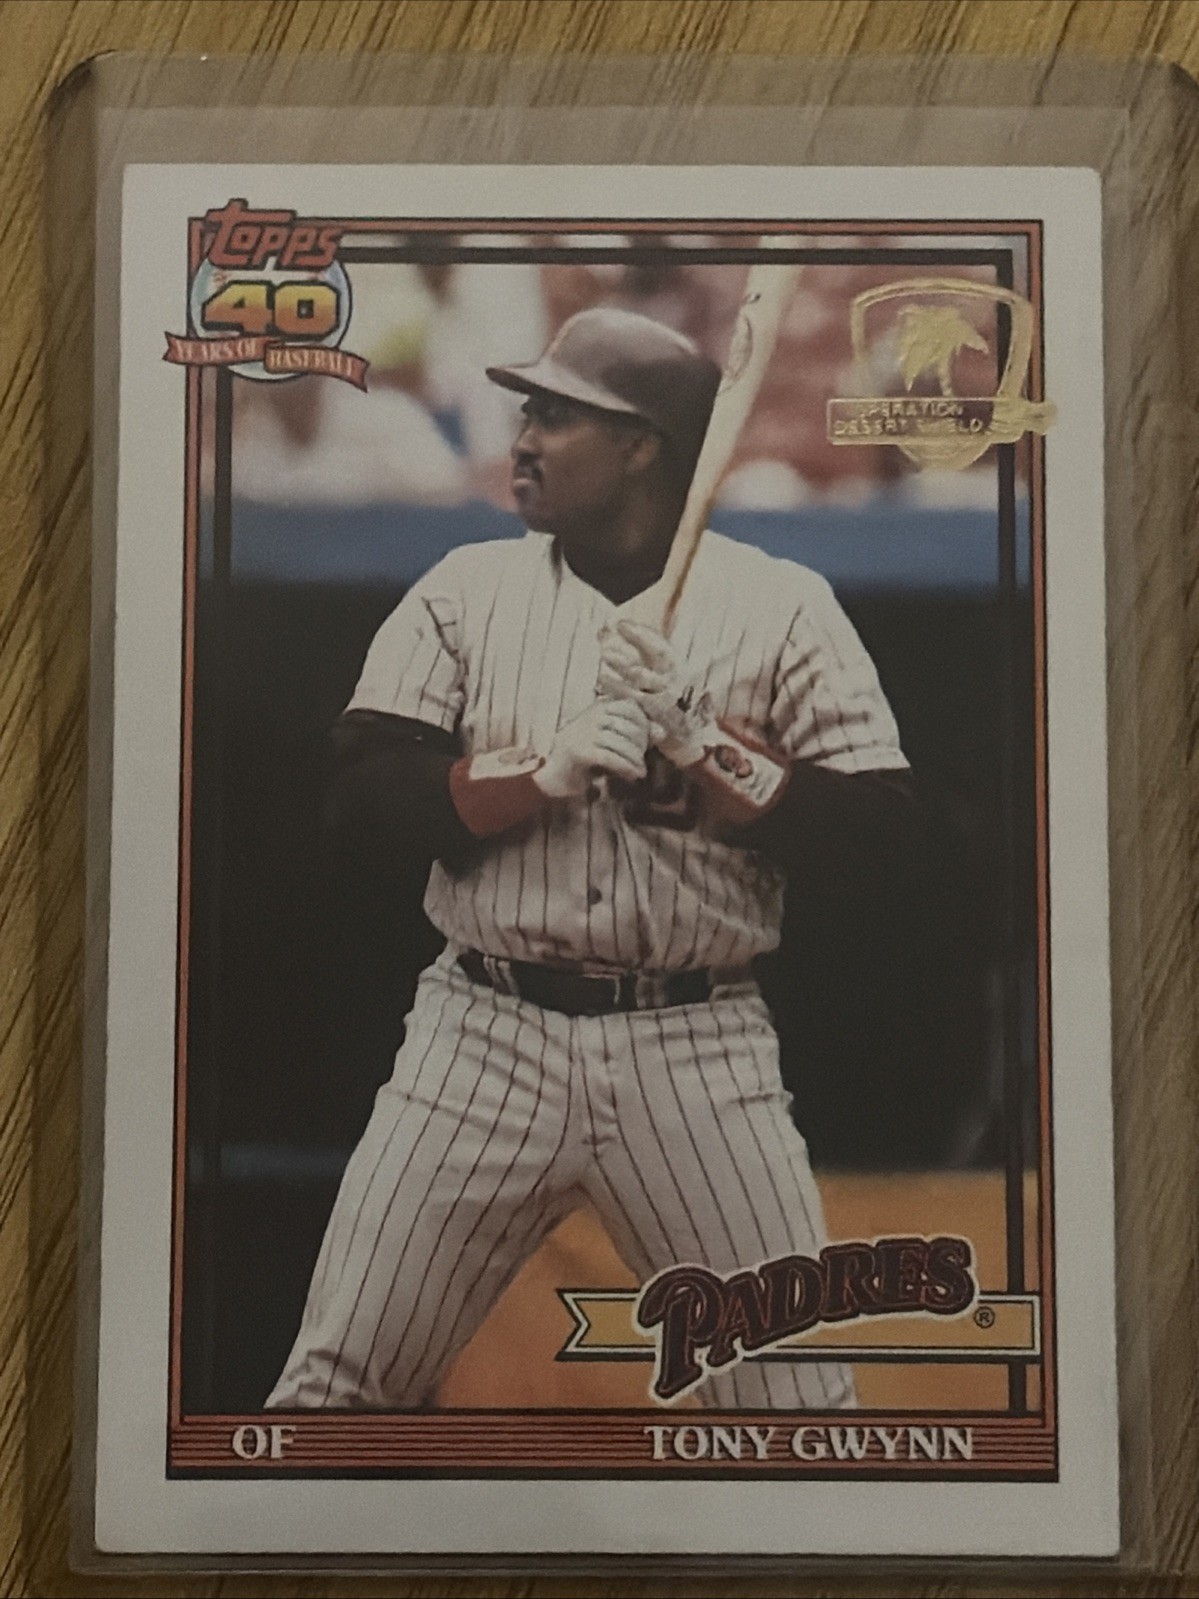 topps
40
YEARS OF BASEBALL
OPERATION
DESERT SHIELD
PADRES ®
OF TONY GWYNN